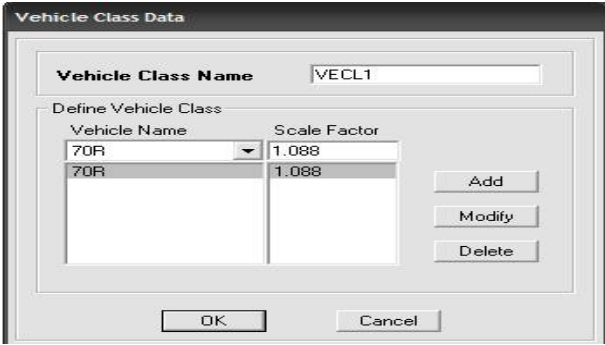 Vehicle Class Data
Vehicle Class Name VECL1
Define Vehicle Class
Vehicle Name Scale Factor
70R 1.088
70R 1.088
Add
Modify
Delete
OK Cancel